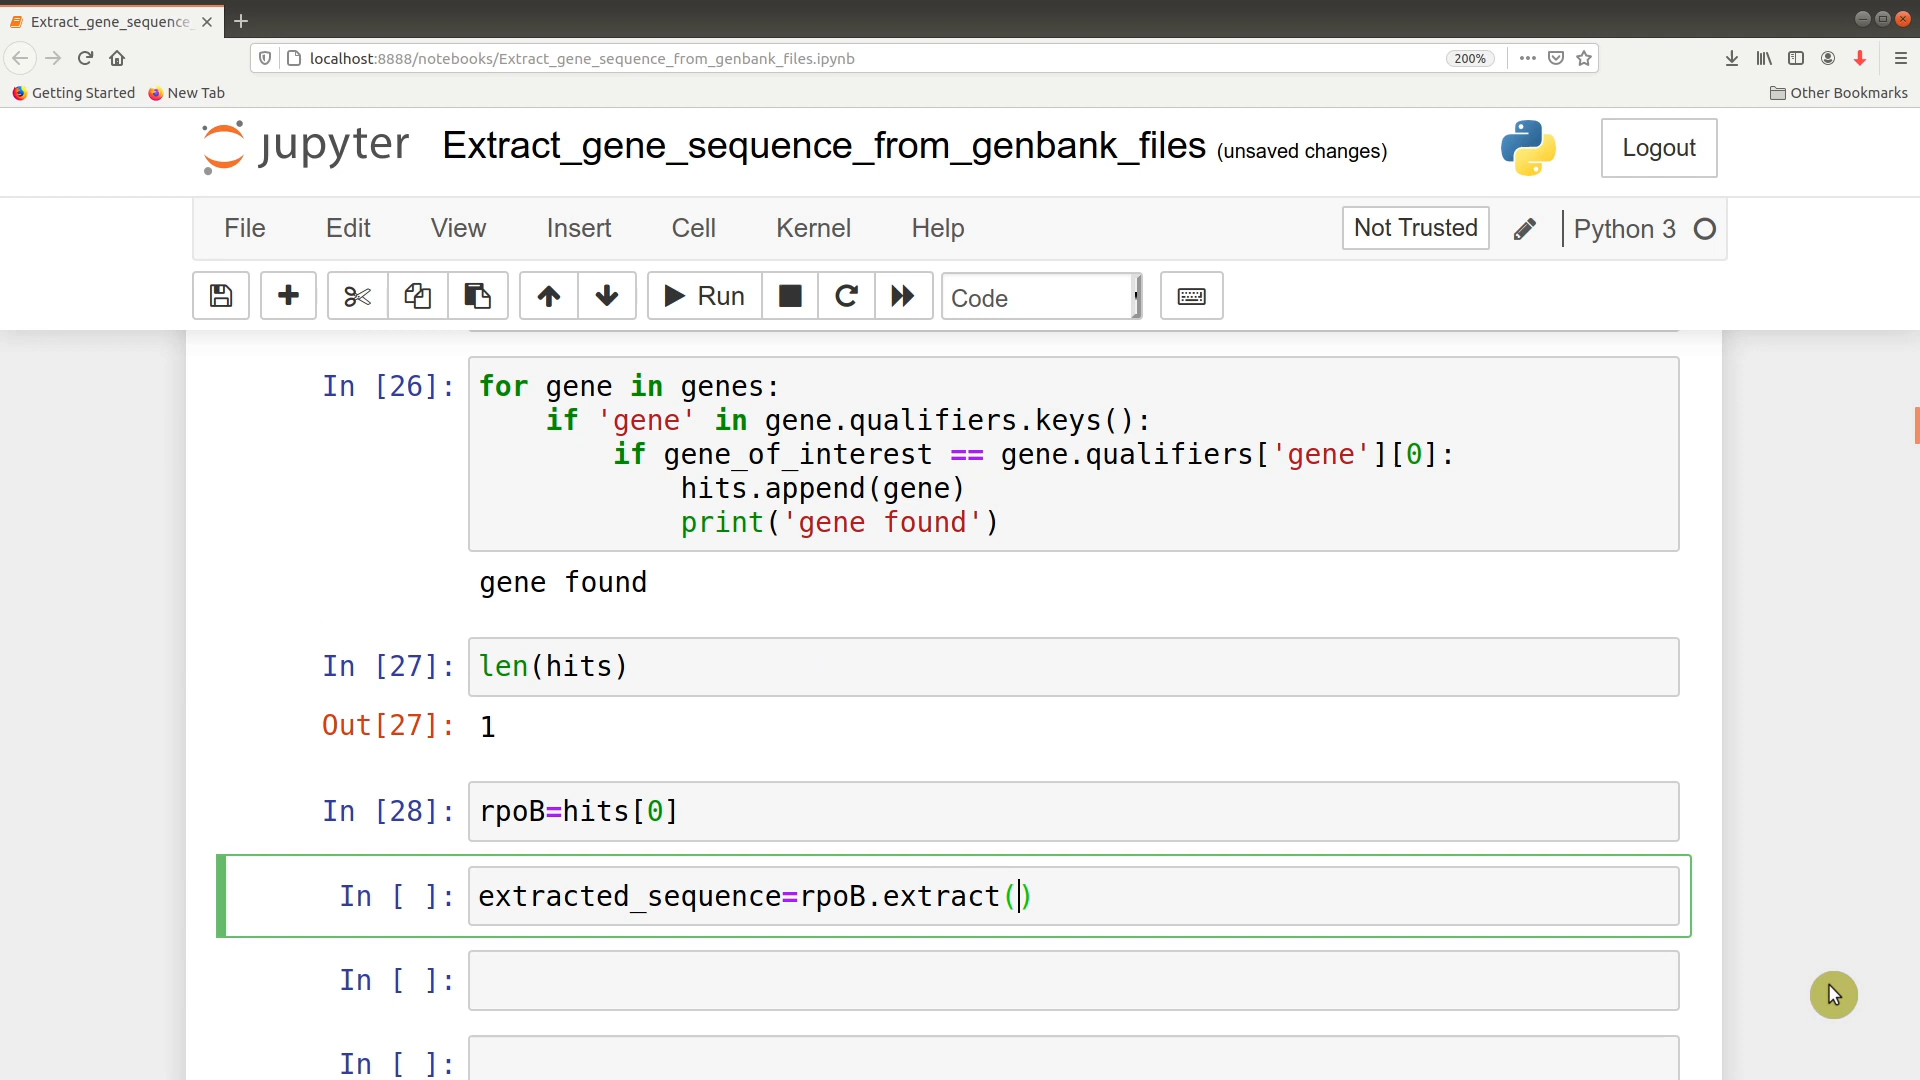 Extract_gene_sequence_
localhost:8888/notebooks/Extract_gene_sequence_from_genbank_files.ipynb
200%
Getting Started
New Tab
Other Bookmarks
jupyter
Extract_gene_sequence_from_genbank_files (unsaved changes)
Logout
File Edit View Insert Cell Kernel Help
Not Trusted
Python 3
Run
Code
In [26]:
for gene in genes:
    if 'gene' in gene.qualifiers.keys():
        if gene_of_interest == gene.qualifiers['gene'][0]:
            hits.append(gene)
            print('gene found')
gene found
In [27]: len(hits)
Out[27]: 1
In [28]: rpoB=hits[0]
In [ ]: extracted_sequence=rpoB.extract()
In [ ]:
In [ ]: